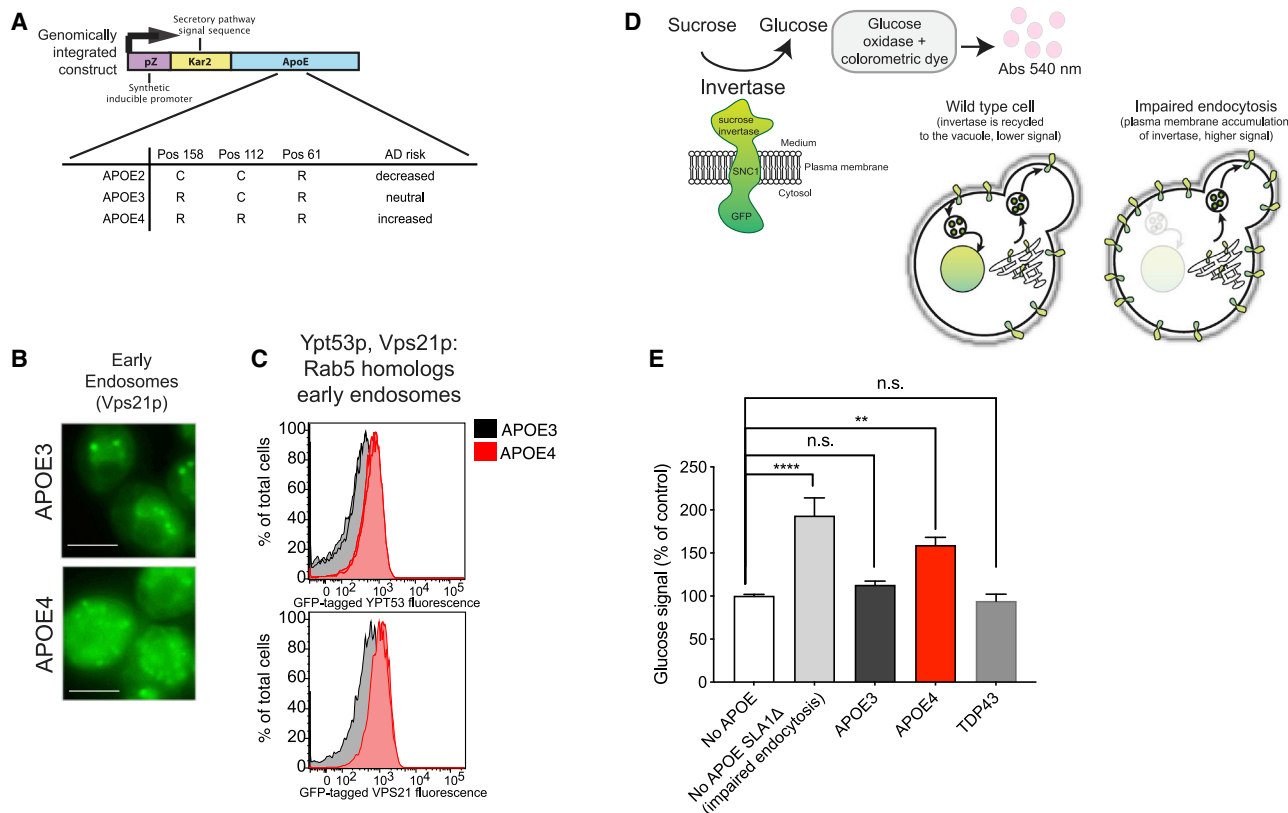 A
Genomically
integrated
construct
Secretory pathway
signal sequence
pZ Kar2 ApoE
Synthetic
inducible promoter
Pos 158 Pos 112 Pos 61 AD risk
APOE2 C C R decreased
APOE3 R C R neutral
APOE4 R R R increased
B
Early
Endosomes
(Vps21p)
APOE3
APOE4
C
Ypt53p, Vps21p:
Rab5 homologs
early endosomes
APOE3
APOE4
% of total cells
100
80
60
40
20
0
0 10² 10³ 10⁴ 10⁵
GFP-tagged YPT53 fluorescence
% of total cells
100
80
60
40
20
0
0 10² 10³ 10⁴ 10⁵
GFP-tagged VPS21 fluorescence
D
Sucrose Glucose
Glucose
oxidase +
colorometric dye
Abs 540 nm
Invertase
sucrose
invertase
SNC1
GFP
Medium
Plasma membrane
Cytosol
Wild type cell
(invertase is recycled
to the vacuole, lower signal)
Impaired endocytosis
(plasma membrane accumulation
of invertase, higher signal)
E
n.s.
**
n.s.
****
Glucose signal (% of control)
250
200
150
100
50
0
No APOE
No APOE SLA1Δ
(impaired endocytosis)
APOE3
APOE4
TDP43